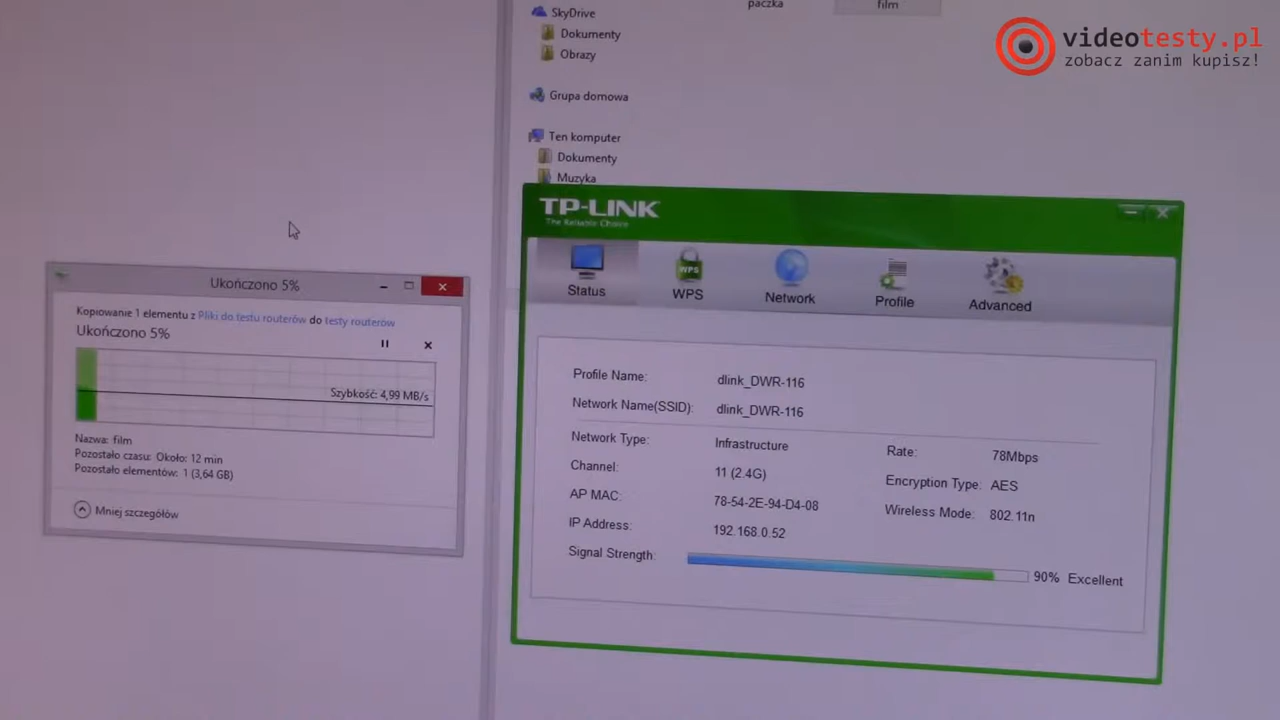 SkyDrive
Dokumenty
Obrazy
Grupa domowa
Ten komputer
Dokumenty
Muzyka
paczka
film
videotesty.pl
zobacz zanim kupisz!
Ukończono 5%
Kopiowanie 1 elementu z Pliki do testu routerów do testy routerów
Ukończono 5%
Szybkość: 4,99 MB/s
Nazwa: film
Pozostało czasu: Około: 12 min
Pozostało elementów: 1 (3,64 GB)
Mniej szczegółów
TP-LINK
The Reliable Choice
Status
WPS
WPS
Network
Profile
Advanced
Profile Name: dlink_DWR-116
Network Name(SSID): dlink_DWR-116
Network Type: Infrastructure
Rate: 78Mbps
Channel: 11 (2.4G)
Encryption Type: AES
AP MAC: 78-54-2E-94-D4-08
Wireless Mode: 802.11n
IP Address: 192.168.0.52
Signal Strength: 90% Excellent